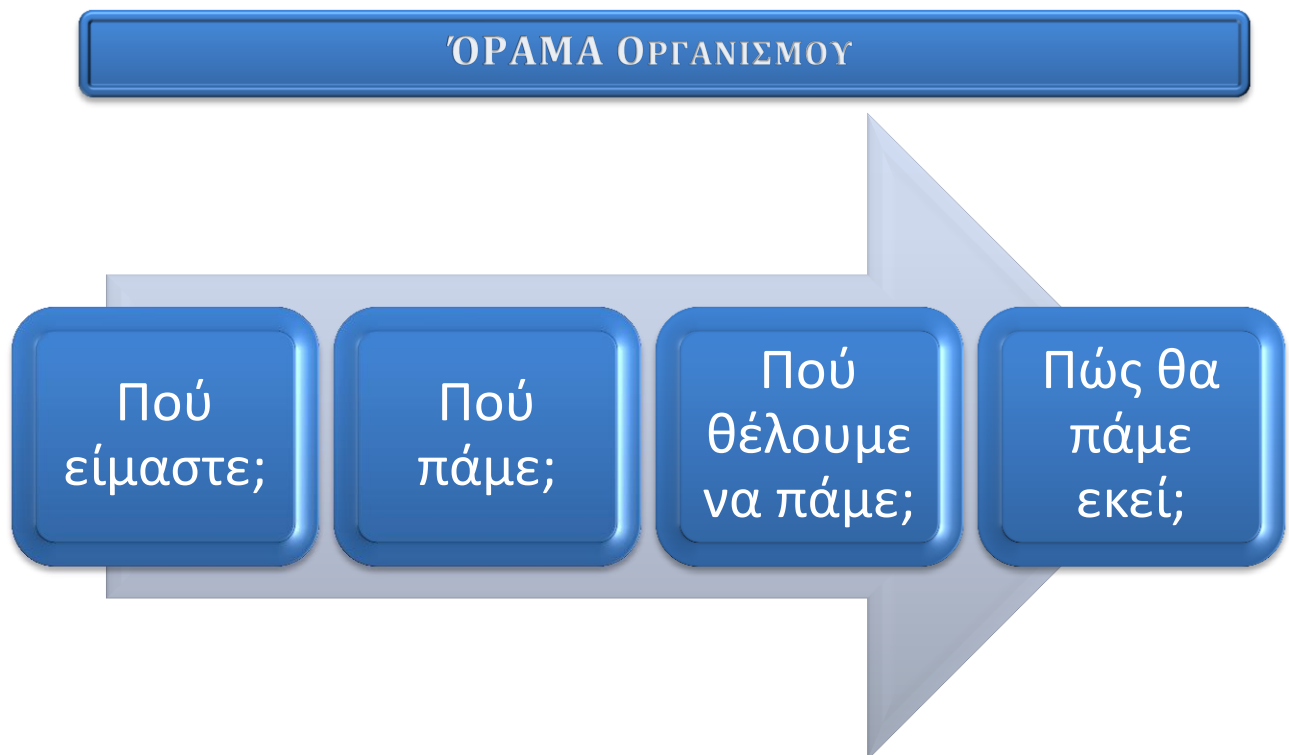 ΌΡΑΜΑ ΟΡΓΑΝΙΣΜΟΥ
Πού
είμαστε;
Πού
πάμε;
Πού
θέλουμε
να πάμε;
Πώς θα
πάμε
εκεί;